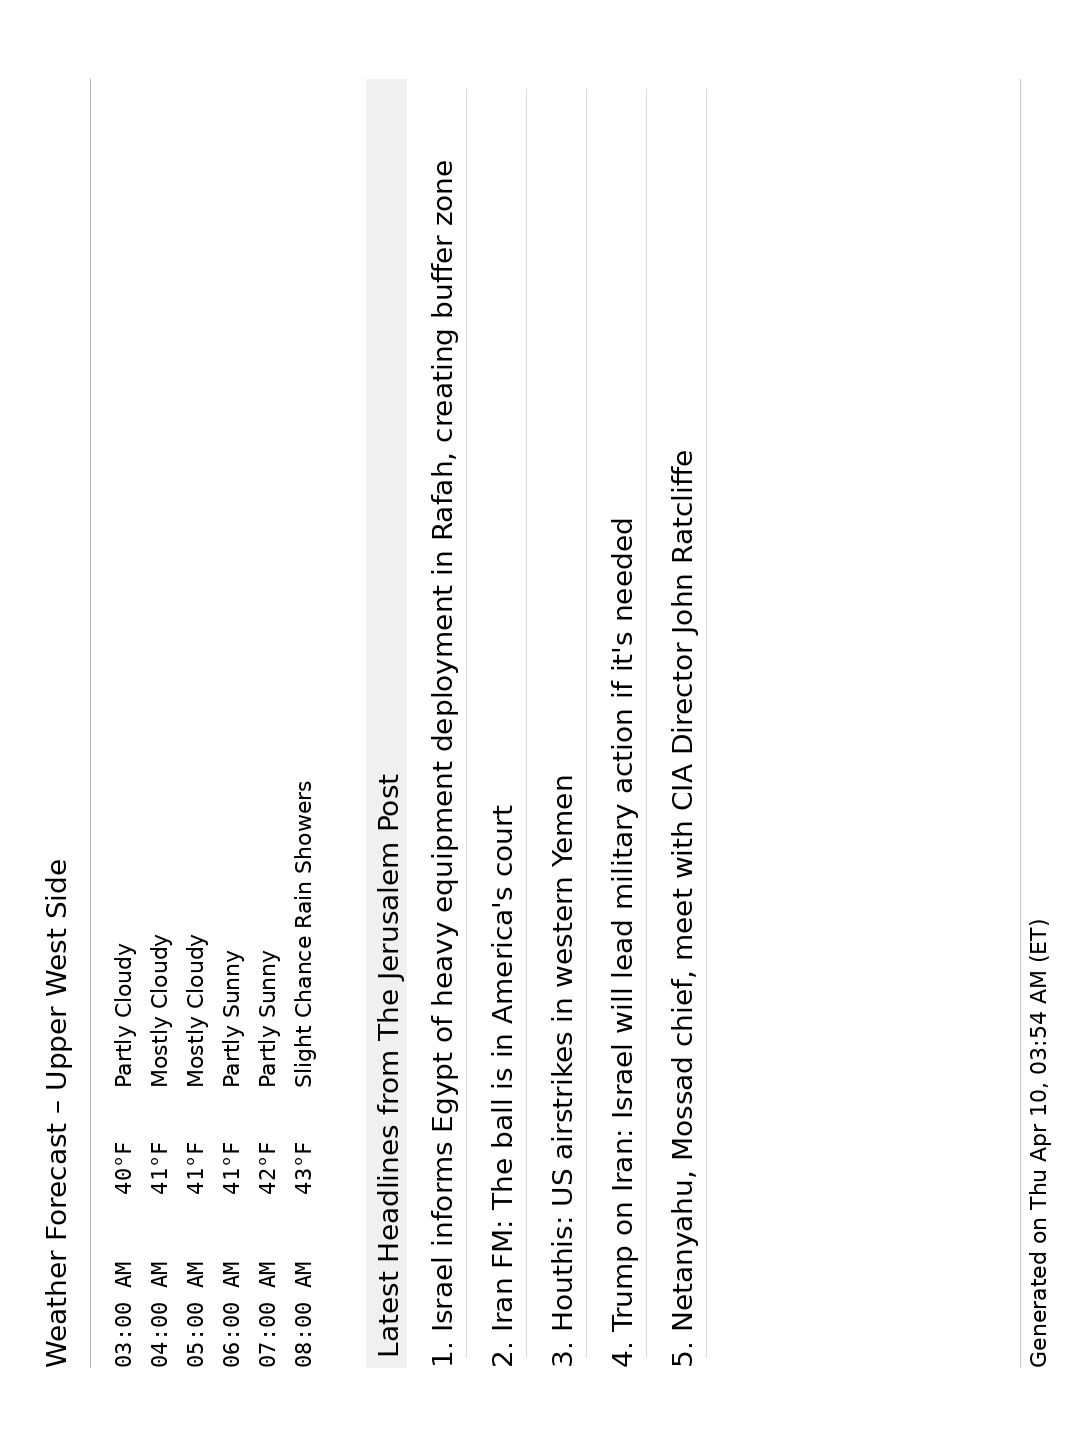 Weather Forecast – Upper West Side
03:00 AM 40°F Partly Cloudy
04:00 AM 41°F Mostly Cloudy
05:00 AM 41°F Mostly Cloudy
06:00 AM 41°F Partly Sunny
07:00 AM 42°F Partly Sunny
08:00 AM 43°F Slight Chance Rain Showers
Latest Headlines from The Jerusalem Post
1. Israel informs Egypt of heavy equipment deployment in Rafah, creating buffer zone
2. Iran FM: The ball is in America's court
3. Houthis: US airstrikes in western Yemen
4. Trump on Iran: Israel will lead military action if it's needed
5. Netanyahu, Mossad chief, meet with CIA Director John Ratcliffe
Generated on Thu Apr 10, 03:54 AM (ET)